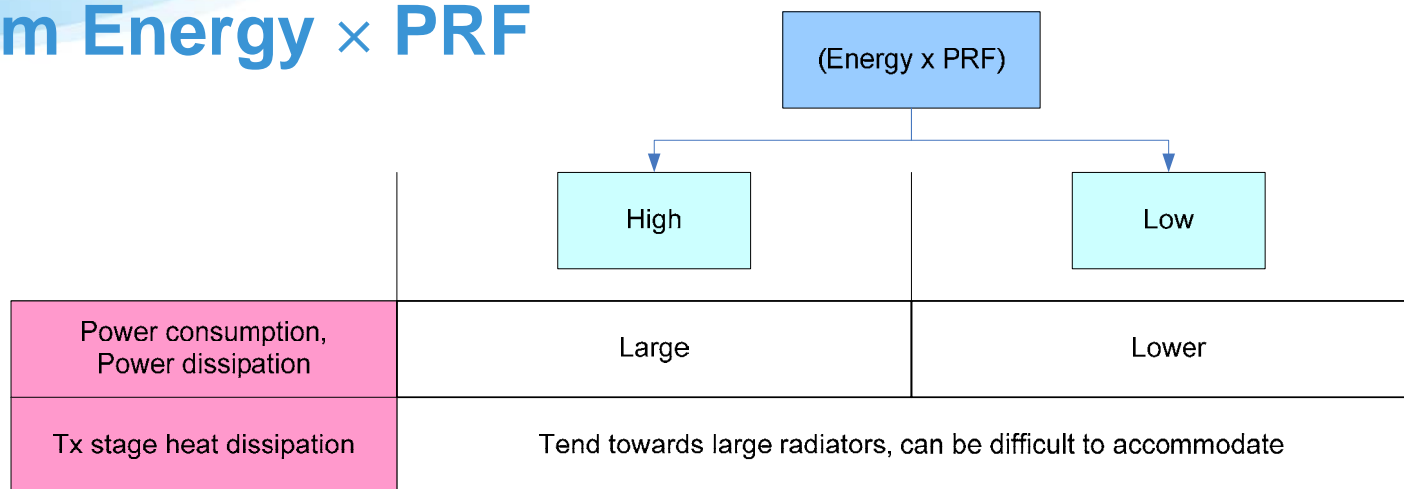 m Energy × PRF
(Energy x PRF)
High
Low
Power consumption,
Power dissipation
Large
Lower
Tx stage heat dissipation
Tend towards large radiators, can be difficult to accommodate